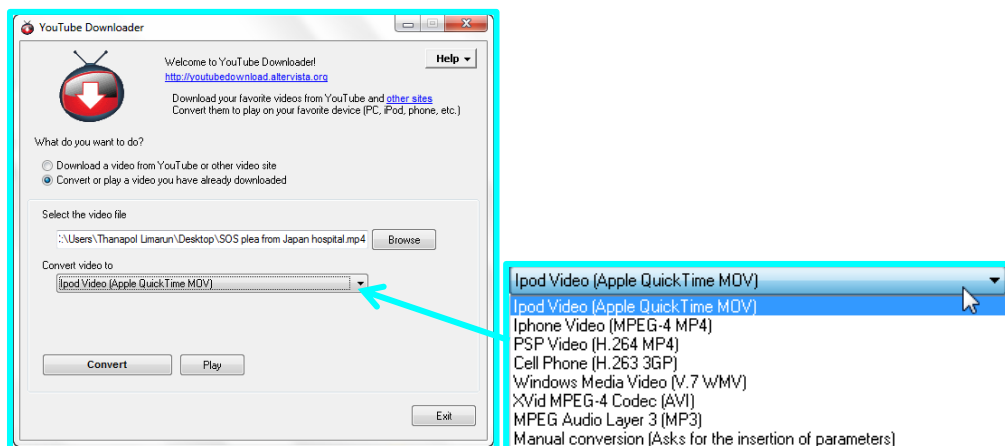 YouTube Downloader
Help
Welcome to YouTube Downloader!
http://youtubedownload.altervista.org
Download your favorite videos from YouTube and other sites
Convert them to play on your favorite device (PC, iPod, phone, etc.)
What do you want to do?
Download a video from YouTube or other video site
Convert or play a video you have already downloaded
Select the video file
:\Users\Thanapol Limarun\Desktop\SOS plea from Japan hospital.mp4 Browse
Convert video to
Ipod Video (Apple QuickTime MOV)
Convert Play
Exit
Ipod Video (Apple QuickTime MOV)
Ipod Video (Apple QuickTime MOV)
Iphone Video (MPEG-4 MP4)
PSP Video (H.264 MP4)
Cell Phone (H.263 3GP)
Windows Media Video (V.7 WMV)
XVid MPEG-4 Codec (AVI)
MPEG Audio Layer 3 (MP3)
Manual conversion (Asks for the insertion of parameters)